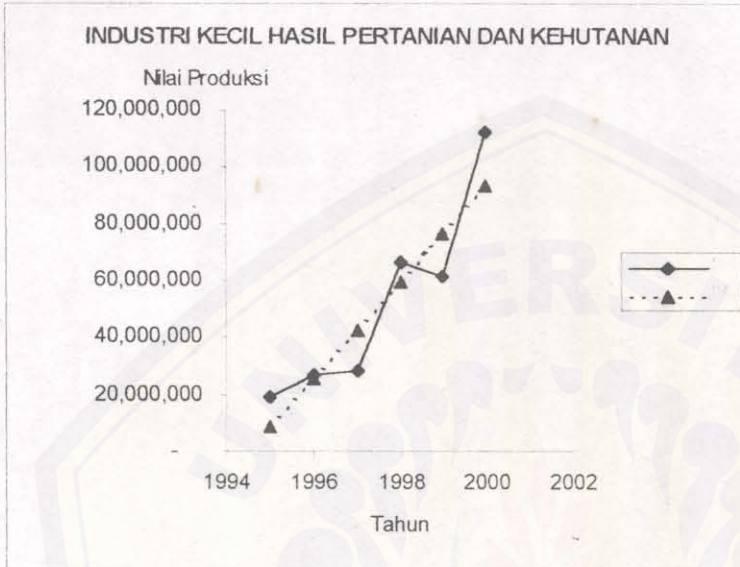 INDUSTRI KECIL HASIL PERTANIAN DAN KEHUTANAN
Nilai Produksi
120,000,000
100,000,000
80,000,000
60,000,000
40,000,000
20,000,000
-
1994 1996 1998 2000 2002
Tahun
UNIVERSI